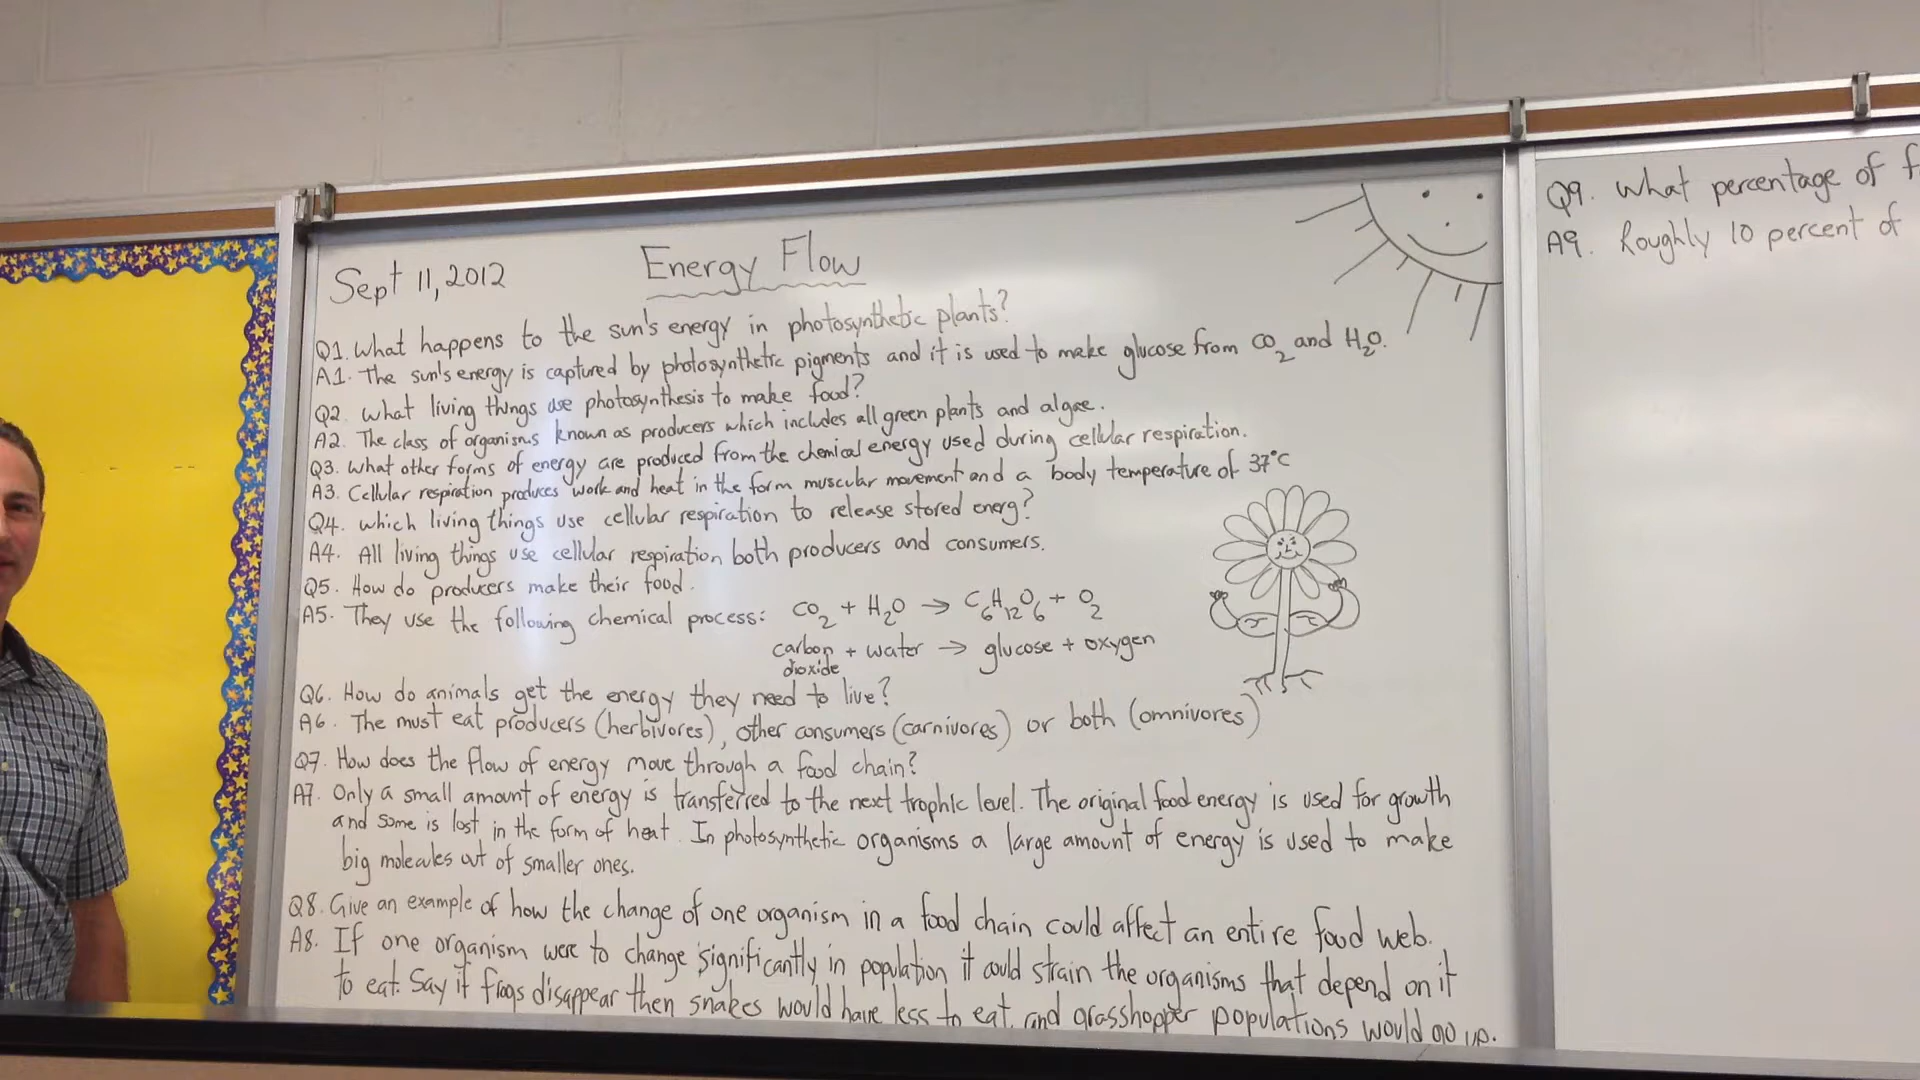 Sept 11, 2012
Energy Flow
Q1. What happens to the sun's energy in photosynthetic plants?
A1. The sun's energy is captured by photosynthetic pigments and it is used to make glucose from CO2 and H2O.
Q2. What living things use photosynthesis to make food?
A2. The class of organisms known as producers which includes all green plants and algae.
Q3. What other forms of energy are produced from the chemical energy used during cellular respiration.
A3. Cellular respiration produces work and heat in the form muscular movement and a body temperature of 37°C
Q4. Which living things use cellular respiration to release stored energ?
A4. All living things use cellular respiration both producers and consumers.
Q5. How do producers make their food.
A5. They use the following chemical process: CO2 + H2O → C6H12O6 + O2
carbon dioxide + water → glucose + oxygen
Q6. How do animals get the energy they need to live?
A6. The must eat producers (herbivores), other consumers (carnivores) or both (omnivores)
Q7. How does the flow of energy move through a food chain?
A7. Only a small amount of energy is transferred to the next trophic level. The original food energy is used for growth
and some is lost in the form of heat. In photosynthetic organisms a large amount of energy is used to make
big molecules out of smaller ones.
Q8. Give an example of how the change of one organism in a food chain could affect an entire food web.
A8. If one organism were to change significantly in population it could strain the organisms that depend on it
to eat. Say if frogs disappear then snakes would have less to eat and grasshopper populations would go up.
Q9. What percentage of f
A9. Roughly 10 percent of